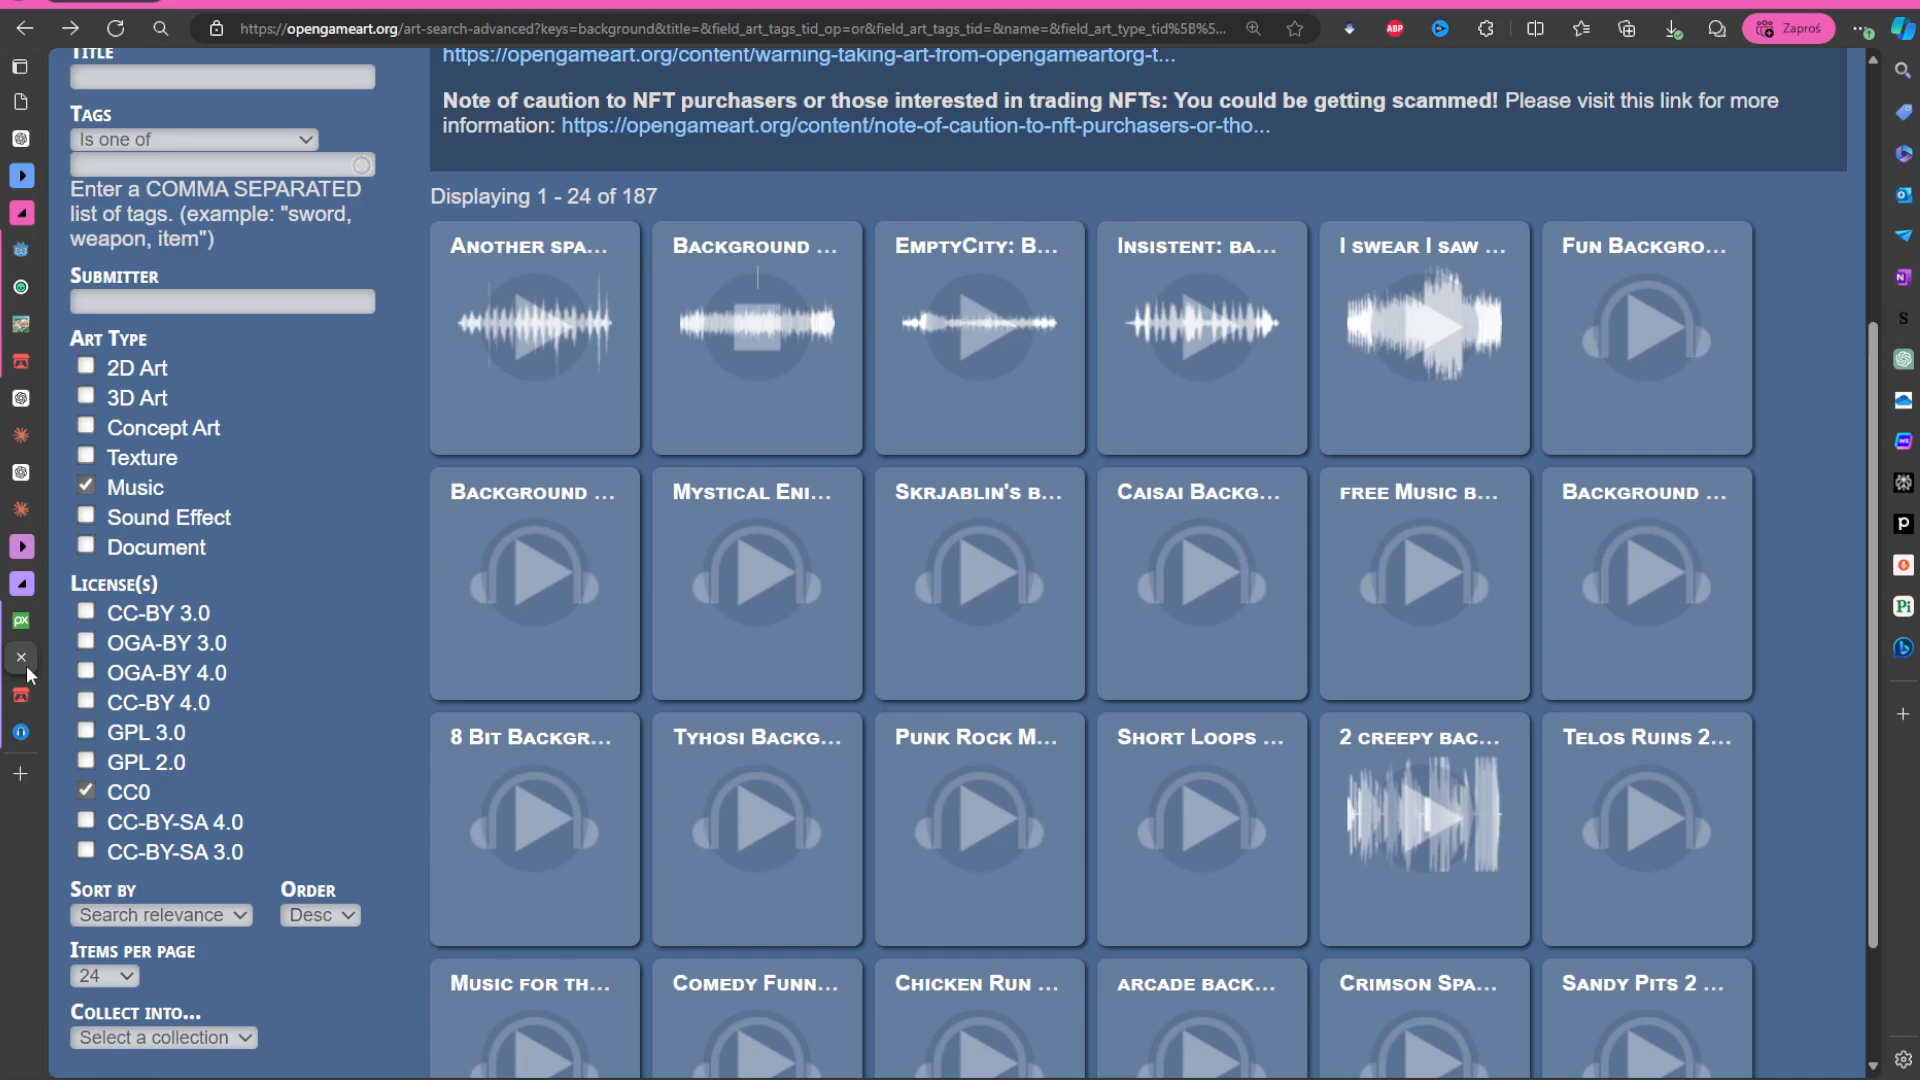 https://opengameart.org/art-search-advanced?keys=background&title=&field_art_tags_tid_op=or&field_art_tags_tid=&name=&field_art_type_tid%5B%5...
ABP
Zaproś
Title
Tags
Is one of
Enter a COMMA SEPARATED
list of tags. (example: "sword,
weapon, item")
Submitter
Art Type
2D Art
3D Art
Concept Art
Texture
Music
Sound Effect
Document
License(s)
CC-BY 3.0
OGA-BY 3.0
OGA-BY 4.0
CC-BY 4.0
GPL 3.0
GPL 2.0
CC0
CC-BY-SA 4.0
CC-BY-SA 3.0
Sort by
Order
Search relevance
Desc
Items per page
24
Collect into...
Select a collection
https://opengameart.org/content/warning-taking-art-from-opengameartorg-t...
Note of caution to NFT purchasers or those interested in trading NFTs: You could be getting scammed! Please visit this link for more
information: https://opengameart.org/content/note-of-caution-to-nft-purchasers-or-tho...
Displaying 1 - 24 of 187
Another spa...
Background ...
EmptyCity: B...
Insistent: ba...
I swear I saw ...
Fun Backgro...
Background ...
Mystical Eni...
Skrjablin's b...
Caisai Backg...
FREE Music b...
Background ...
8 Bit Backgr...
Tyhosi Backg...
Punk Rock M...
Short Loops ...
2 creepy bac...
Telos Ruins 2...
Music for th...
Comedy Funn...
Chicken Run ...
arcade back...
Crimson Spa...
Sandy Pits 2 ...